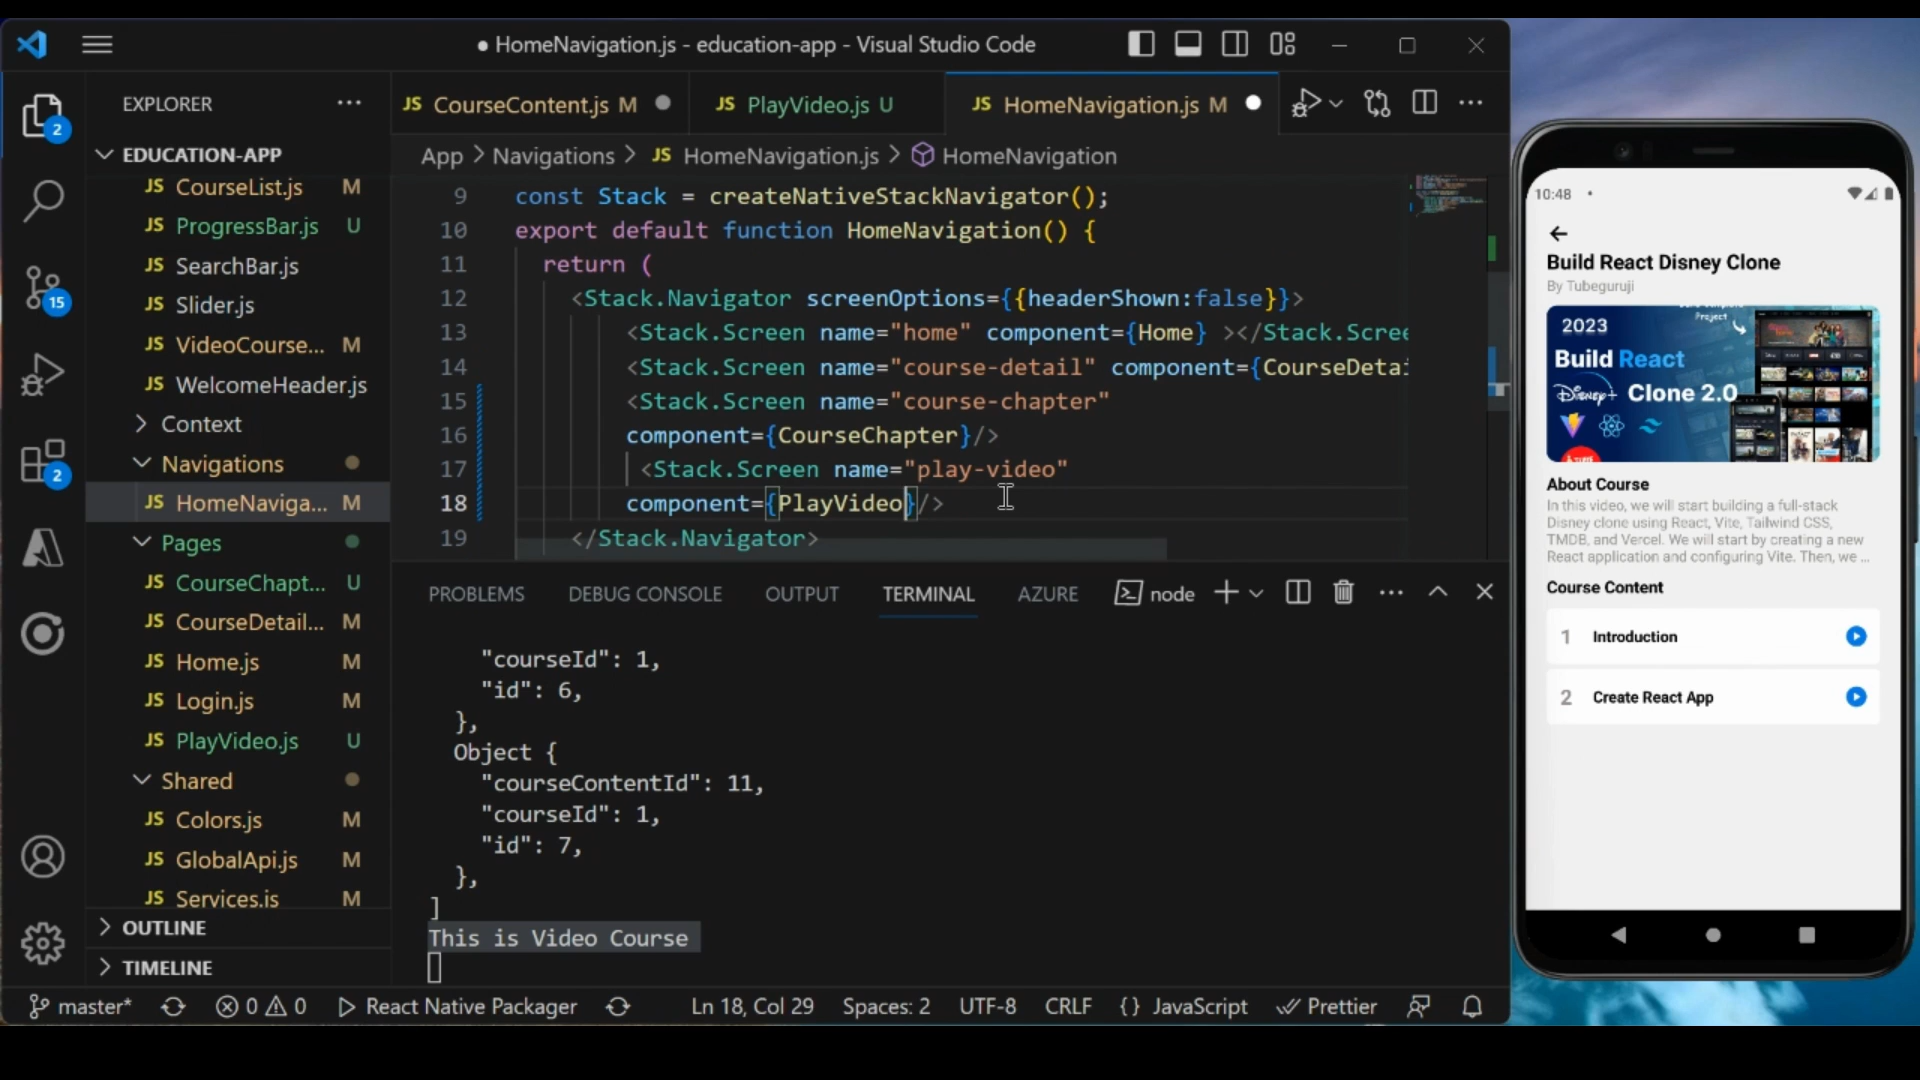 HomeNavigation.js - education-app - Visual Studio Code
EXPLORER
2
15
2
EDUCATION-APP
JS CourseList.js M
JS ProgressBar.js U
JS SearchBar.js
JS Slider.js
JS VideoCourse... M
JS WelcomeHeader.js
Context
Navigations
JS HomeNaviga... M
Pages
JS CourseChapt... U
JS CourseDetail... M
JS Home.js M
JS Login.js M
JS PlayVideo.js U
Shared
JS Colors.js M
JS GlobalApi.js M
JS Services.js M
OUTLINE
TIMELINE
JS CourseContent.js M
JS PlayVideo.js U
JS HomeNavigation.js M
App > Navigations > JS HomeNavigation.js > HomeNavigation
9 const Stack = createNativeStackNavigator();
10 export default function HomeNavigation() {
11 return (
12 <Stack.Navigator screenOptions={{headerShown:false}}>
13 <Stack.Screen name="home" component={Home} ></Stack.Scree
14 <Stack.Screen name="course-detail" component={CourseDetai
15 <Stack.Screen name="course-chapter"
16 component={CourseChapter}/>
17 <Stack.Screen name="play-video"
18 component={PlayVideo}/>
19 </Stack.Navigator>
PROBLEMS DEBUG CONSOLE OUTPUT TERMINAL AZURE node
"courseId": 1,
"id": 6,
},
Object {
"courseContentId": 11,
"courseId": 1,
"id": 7,
},
]
This is Video Course
master* 0 0 React Native Packager Ln 18, Col 29 Spaces: 2 UTF-8 CRLF {} JavaScript Prettier
10:48
Build React Disney Clone
By Tubeguruji
Project
2023
Build React
Disney+ Clone 2.0
About Course
In this video, we will start building a full-stack
Disney clone using React, Vite, Tailwind CSS,
TMDB, and Vercel. We will start by creating a new
React application and configuring Vite. Then, we ...
Course Content
1 Introduction
2 Create React App